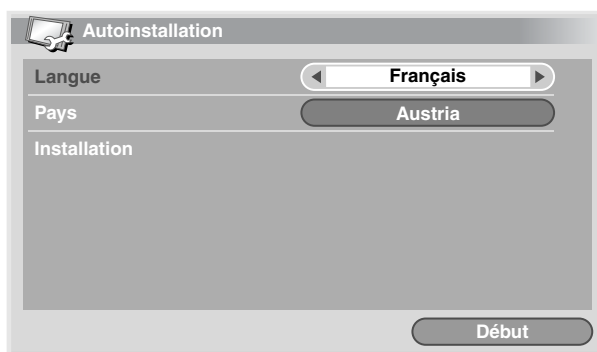 Autoinstallation
Langue Français
Pays Austria
Installation
Début